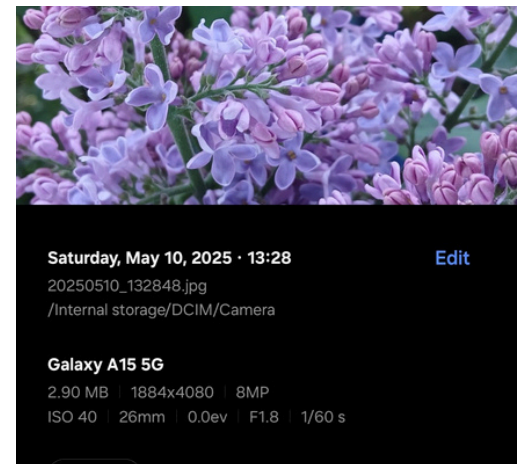 Saturday, May 10, 2025 · 13:28
Edit
20250510_132848.jpg
/Internal storage/DCIM/Camera
Galaxy A15 5G
2.90 MB | 1884x4080 | 8MP
ISO 40 | 26mm | 0.0ev | F1.8 | 1/60 s